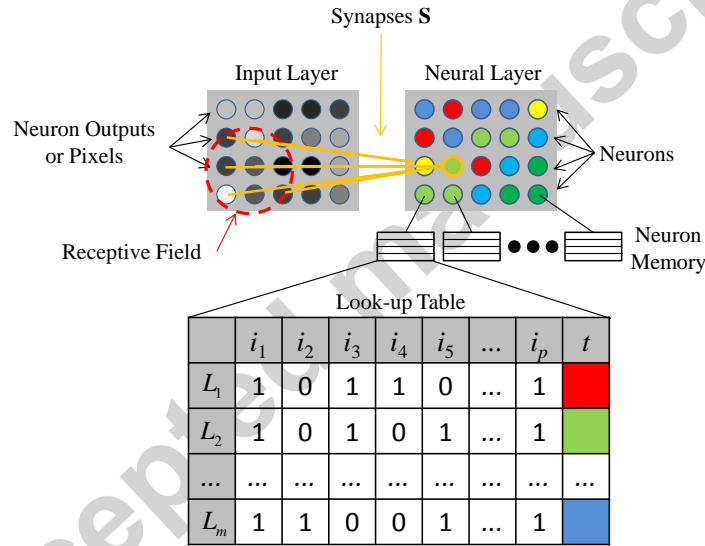 Synapses S
Input Layer
Neural Layer
Neuron Outputs
or Pixels
Neurons
Receptive Field
Neuron
Memory
Look-up Table
i₁ i₂ i₃ i₄ i₅ ... iₚ t
L₁ 1 0 1 1 0 ... 1
L₂ 1 0 1 0 1 ... 1
... ... ... ... ... ... ... ... ...
Lₘ 1 1 0 0 1 ... 1
cepted manuscri